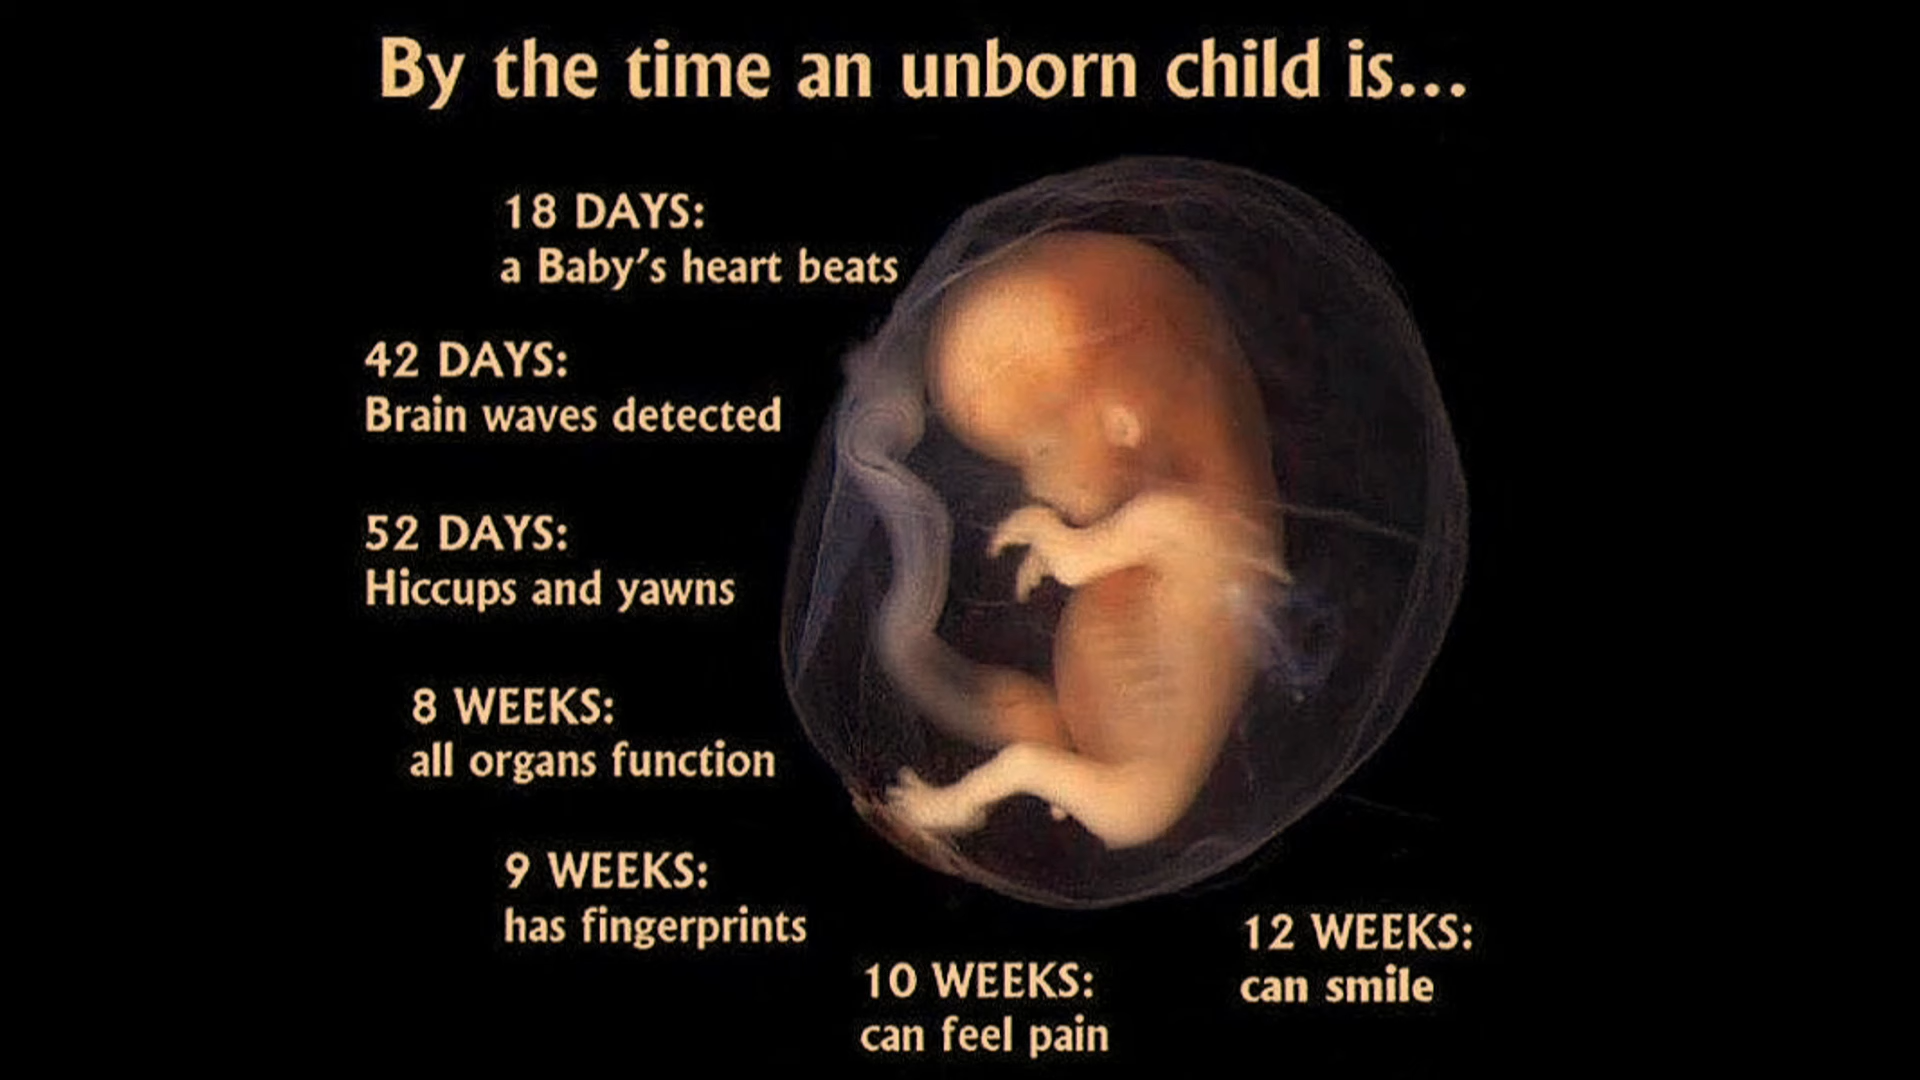 By the time an unborn child is...
18 DAYS:
a Baby's heart beats
42 DAYS:
Brain waves detected
52 DAYS:
Hiccups and yawns
8 WEEKS:
all organs function
9 WEEKS:
has fingerprints
10 WEEKS:
can feel pain
12 WEEKS:
can smile